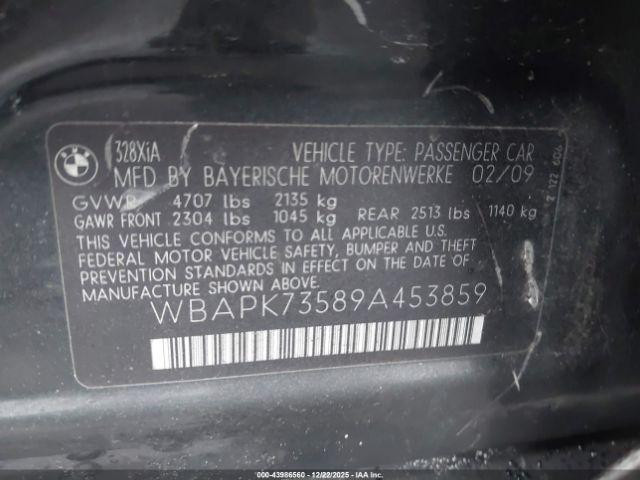 BMW
328XiA
VEHICLE TYPE: PASSENGER CAR
MFD BY BAYERISCHE MOTORENWERKE 02/09
GVWR 4707 lbs 2135 kg
GAWR FRONT 2304 lbs 1045 kg REAR 2513 lbs 1140 kg
THIS VEHICLE CONFORMS TO ALL APPLICABLE U.S.
FEDERAL MOTOR VEHICLE SAFETY, BUMPER AND THEFT
PREVENTION STANDARDS IN EFFECT ON THE DATE OF
MANUFACTURE SHOWN ABOVE.
WBAPK73589A453859
000-43986560 - 12/22/2025 - IAAI.COM